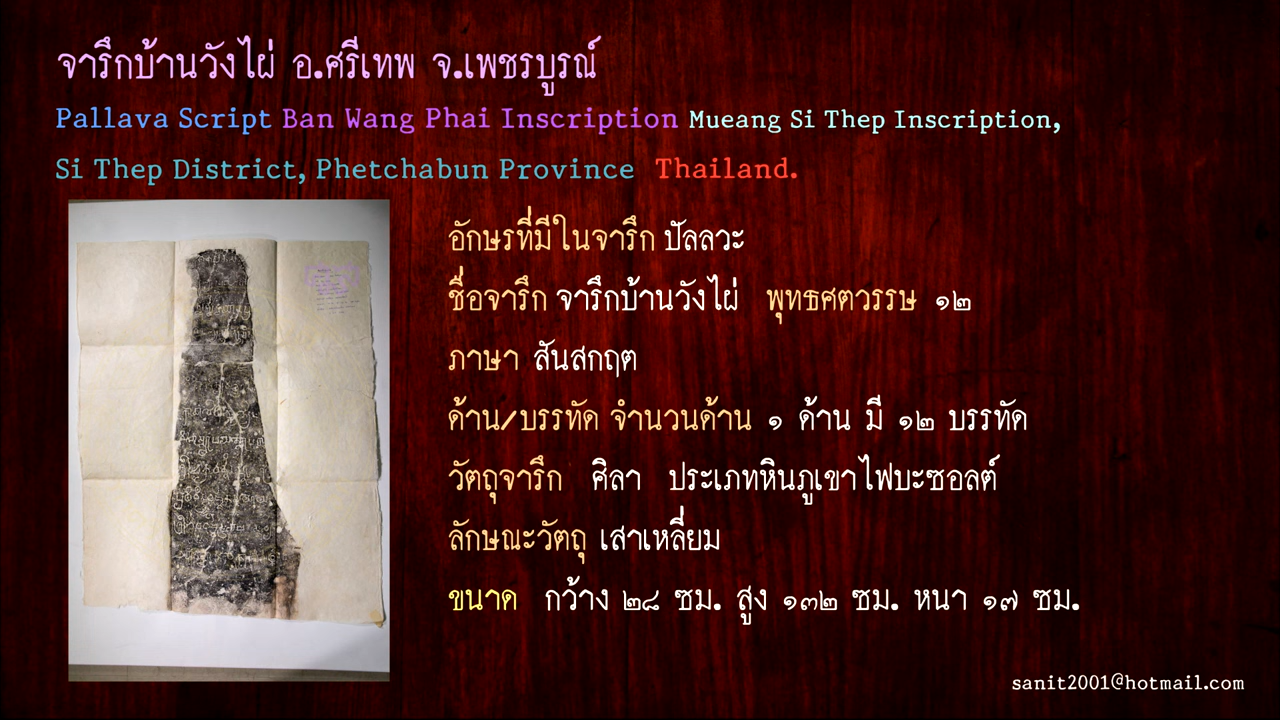 จารึกบ้านวังไผ่ อ.ศรีเทพ จ.เพชรบูรณ์
Pallava Script Ban Wang Phai Inscription Mueang Si Thep Inscription,
Si Thep District, Phetchabun Province Thailand.
อักษรที่มีในจารึก ปัลลวะ
ชื่อจารึก จารึกบ้านวังไผ่ พุทธศตวรรษ ๑๒
ภาษา สันสกฤต
ด้าน/บรรทัด จำนวนด้าน ๑ ด้าน มี ๑๒ บรรทัด
วัตถุจารึก ศิลา ประเภทหินภูเขาไฟบะซอลต์
ลักษณะวัตถุ เสาเหลี่ยม
ขนาด กว้าง ๒๘ ซม. สูง ๑๓๒ ซม. หนา ๑๗ ซม.
sanit2001@hotmail.com